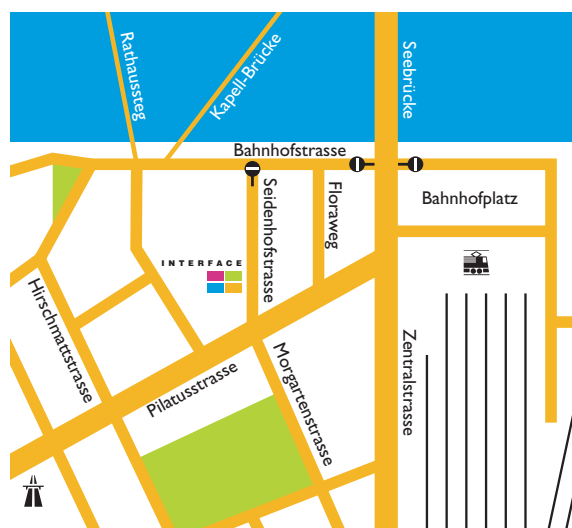 Rathaussteg
Kapell-Brücke
Seebrücke
Bahnhofstrasse
Seidenhofstrasse
Floraweg
Bahnhofplatz
INTERFACE
Hirschmattstrasse
Pilatusstrasse
Morgartenstrasse
Zentralstrasse